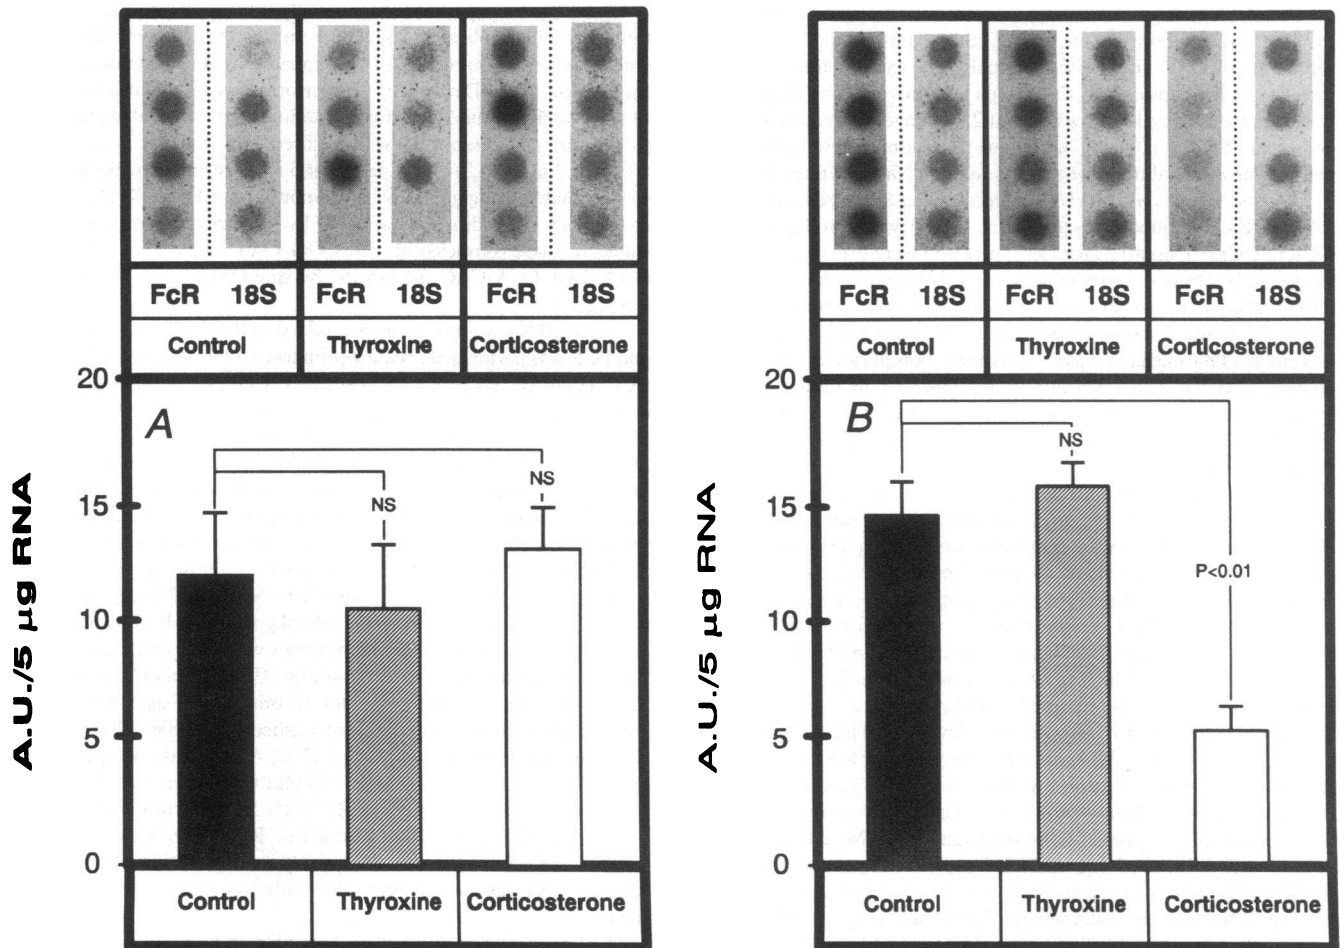 FcR 18S FcR 18S FcR 18S
Control Thyroxine Corticosterone
20
A
NS
NS
15
10
5
0
A.U./5 µg RNA
Control Thyroxine Corticosterone
FcR 18S FcR 18S FcR 18S
Control Thyroxine Corticosterone
20
B
NS
15
P<0.01
10
5
0
A.U./5 µg RNA
Control Thyroxine Corticosterone